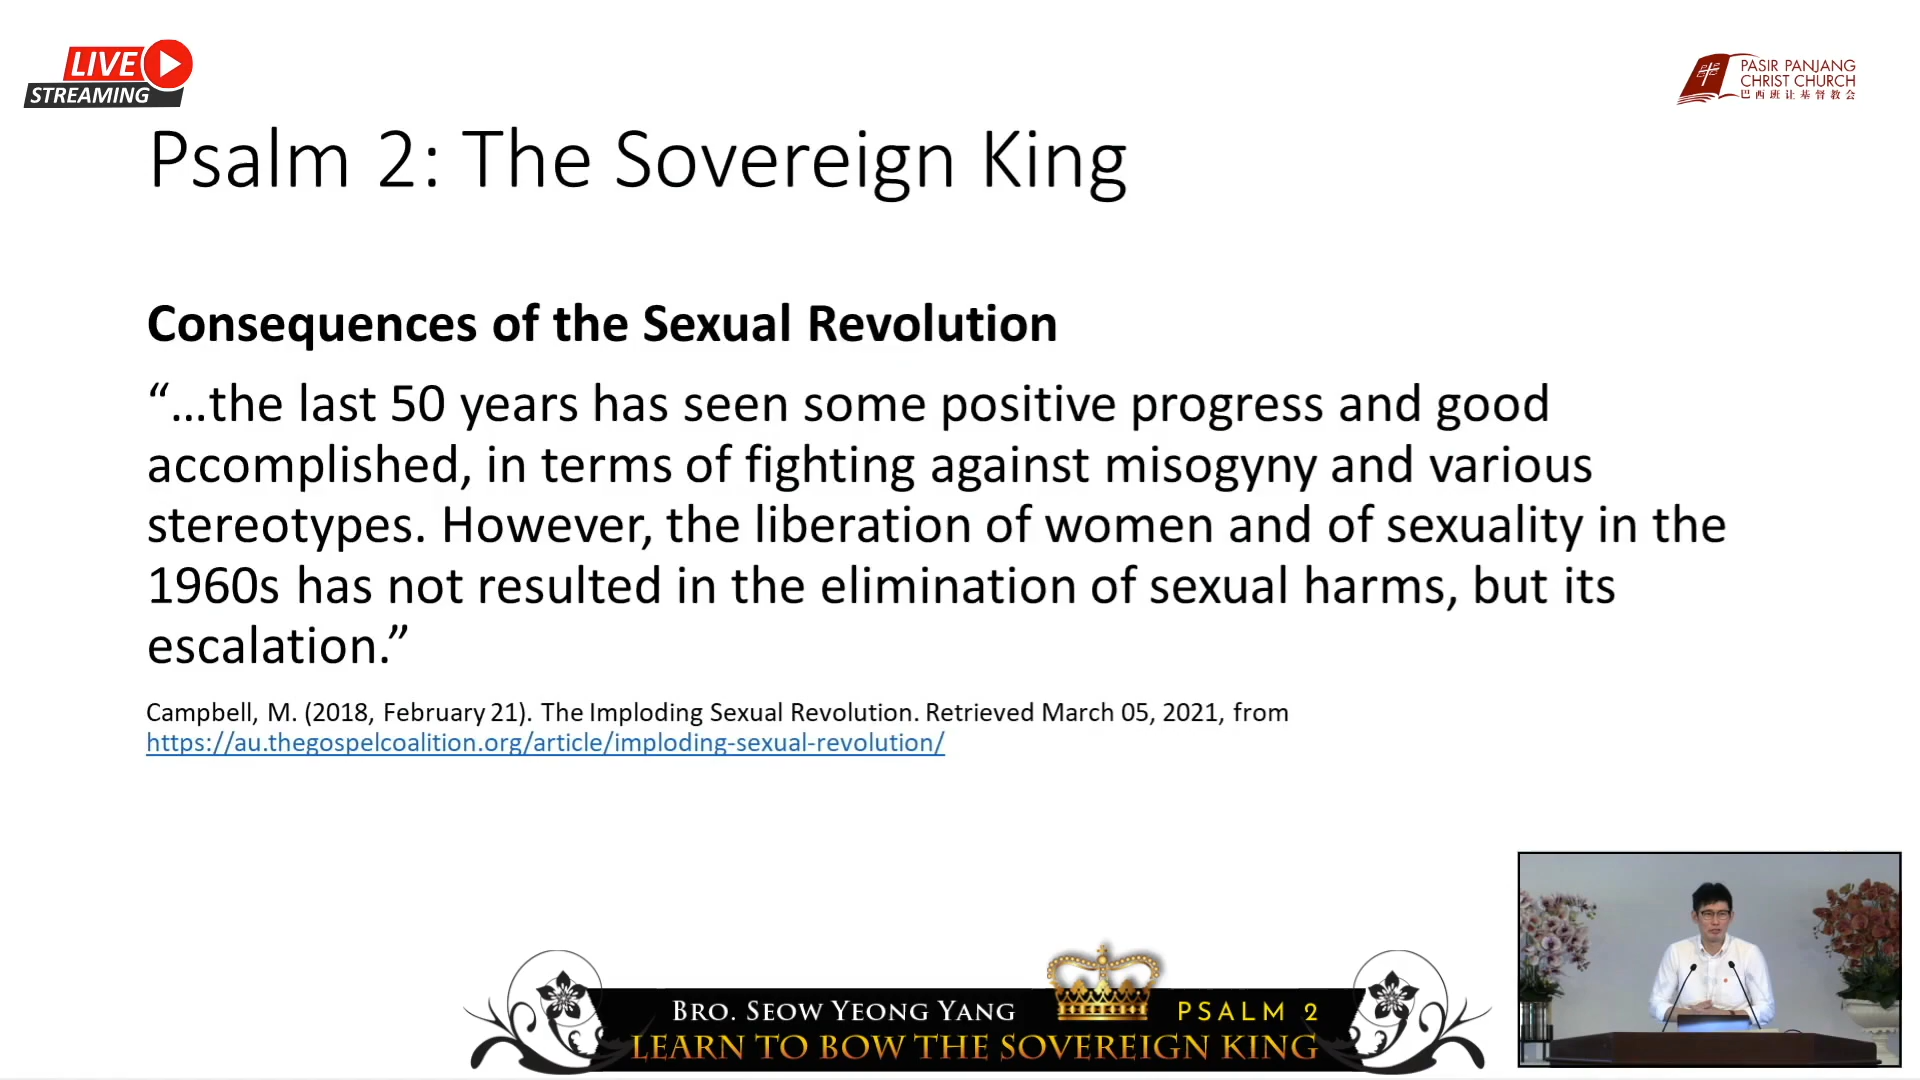 LIVE
STREAMING
PASIR PANJANG
CHRIST CHURCH
巴西班让基督教会
Psalm 2: The Sovereign King
Consequences of the Sexual Revolution
“…the last 50 years has seen some positive progress and good
accomplished, in terms of fighting against misogyny and various
stereotypes. However, the liberation of women and of sexuality in the
1960s has not resulted in the elimination of sexual harms, but its
escalation.”
Campbell, M. (2018, February 21). The Imploding Sexual Revolution. Retrieved March 05, 2021, from
https://au.thegospelcoalition.org/article/imploding-sexual-revolution/
BRO. SEOW YEONG YANG
PSALM 2
LEARN TO BOW THE SOVEREIGN KING